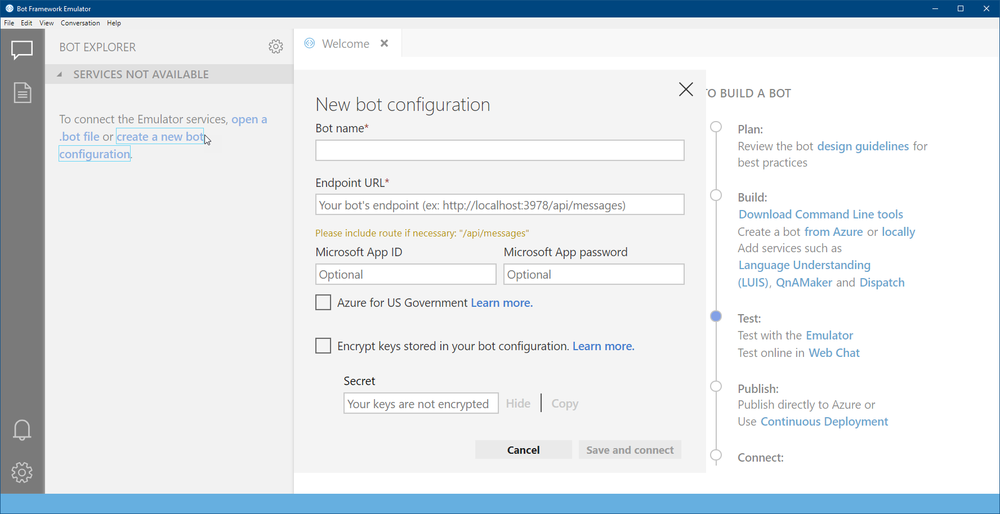 Bot Framework Emulator
File Edit View Conversation Help
BOT EXPLORER
SERVICES NOT AVAILABLE
To connect the Emulator services, open a
.bot file or create a new bot
configuration.
Welcome
New bot configuration
Bot name*
Endpoint URL*
Your bot's endpoint (ex: http://localhost:3978/api/messages)
Please include route if necessary: "/api/messages"
Microsoft App ID Microsoft App password
Optional Optional
Azure for US Government Learn more.
Encrypt keys stored in your bot configuration. Learn more.
Secret
Your keys are not encrypted Hide | Copy
Cancel Save and connect
TO BUILD A BOT
Plan:
Review the bot design guidelines for
best practices
Build:
Download Command Line tools
Create a bot from Azure or locally
Add services such as
Language Understanding
(LUIS), QnAMaker and Dispatch
Test:
Test with the Emulator
Test online in Web Chat
Publish:
Publish directly to Azure or
Use Continuous Deployment
Connect: